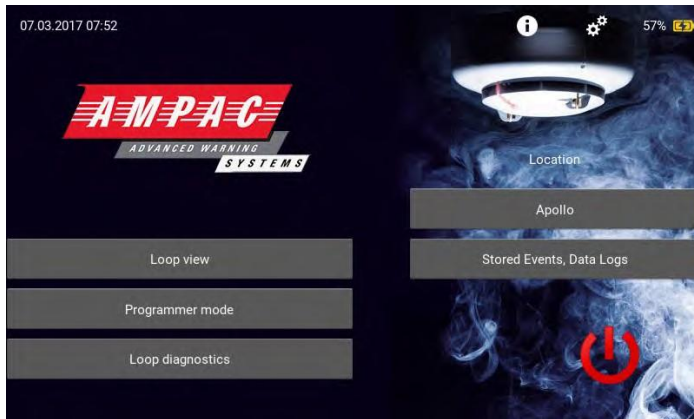 07.03.2017 07:52
57%
AMPAC
ADVANCED WARNING
SYSTEMS
Location
Apollo
Loop view
Stored Events, Data Logs
Programmer mode
Loop diagnostics